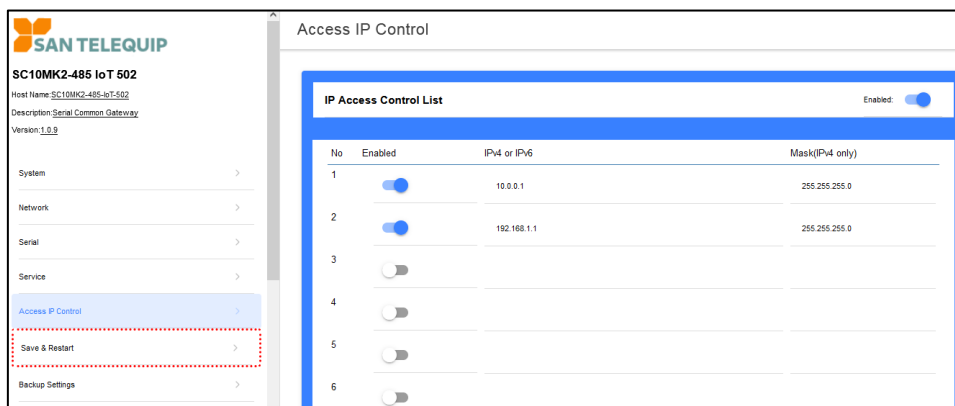 SAN TELEQUIP
SC10MK2-485 IoT 502
Host Name:SC10MK2-485-IoT-502
Description:Serial Common Gateway
Version:1.0.9
System
Network
Serial
Service
Access IP Control
Save & Restart
Backup Settings
Access IP Control
IP Access Control List Enabled:
No Enabled IPv4 or IPv6 Mask(IPv4 only)
1 10.0.0.1 255.255.255.0
2 192.168.1.1 255.255.255.0
3
4
5
6